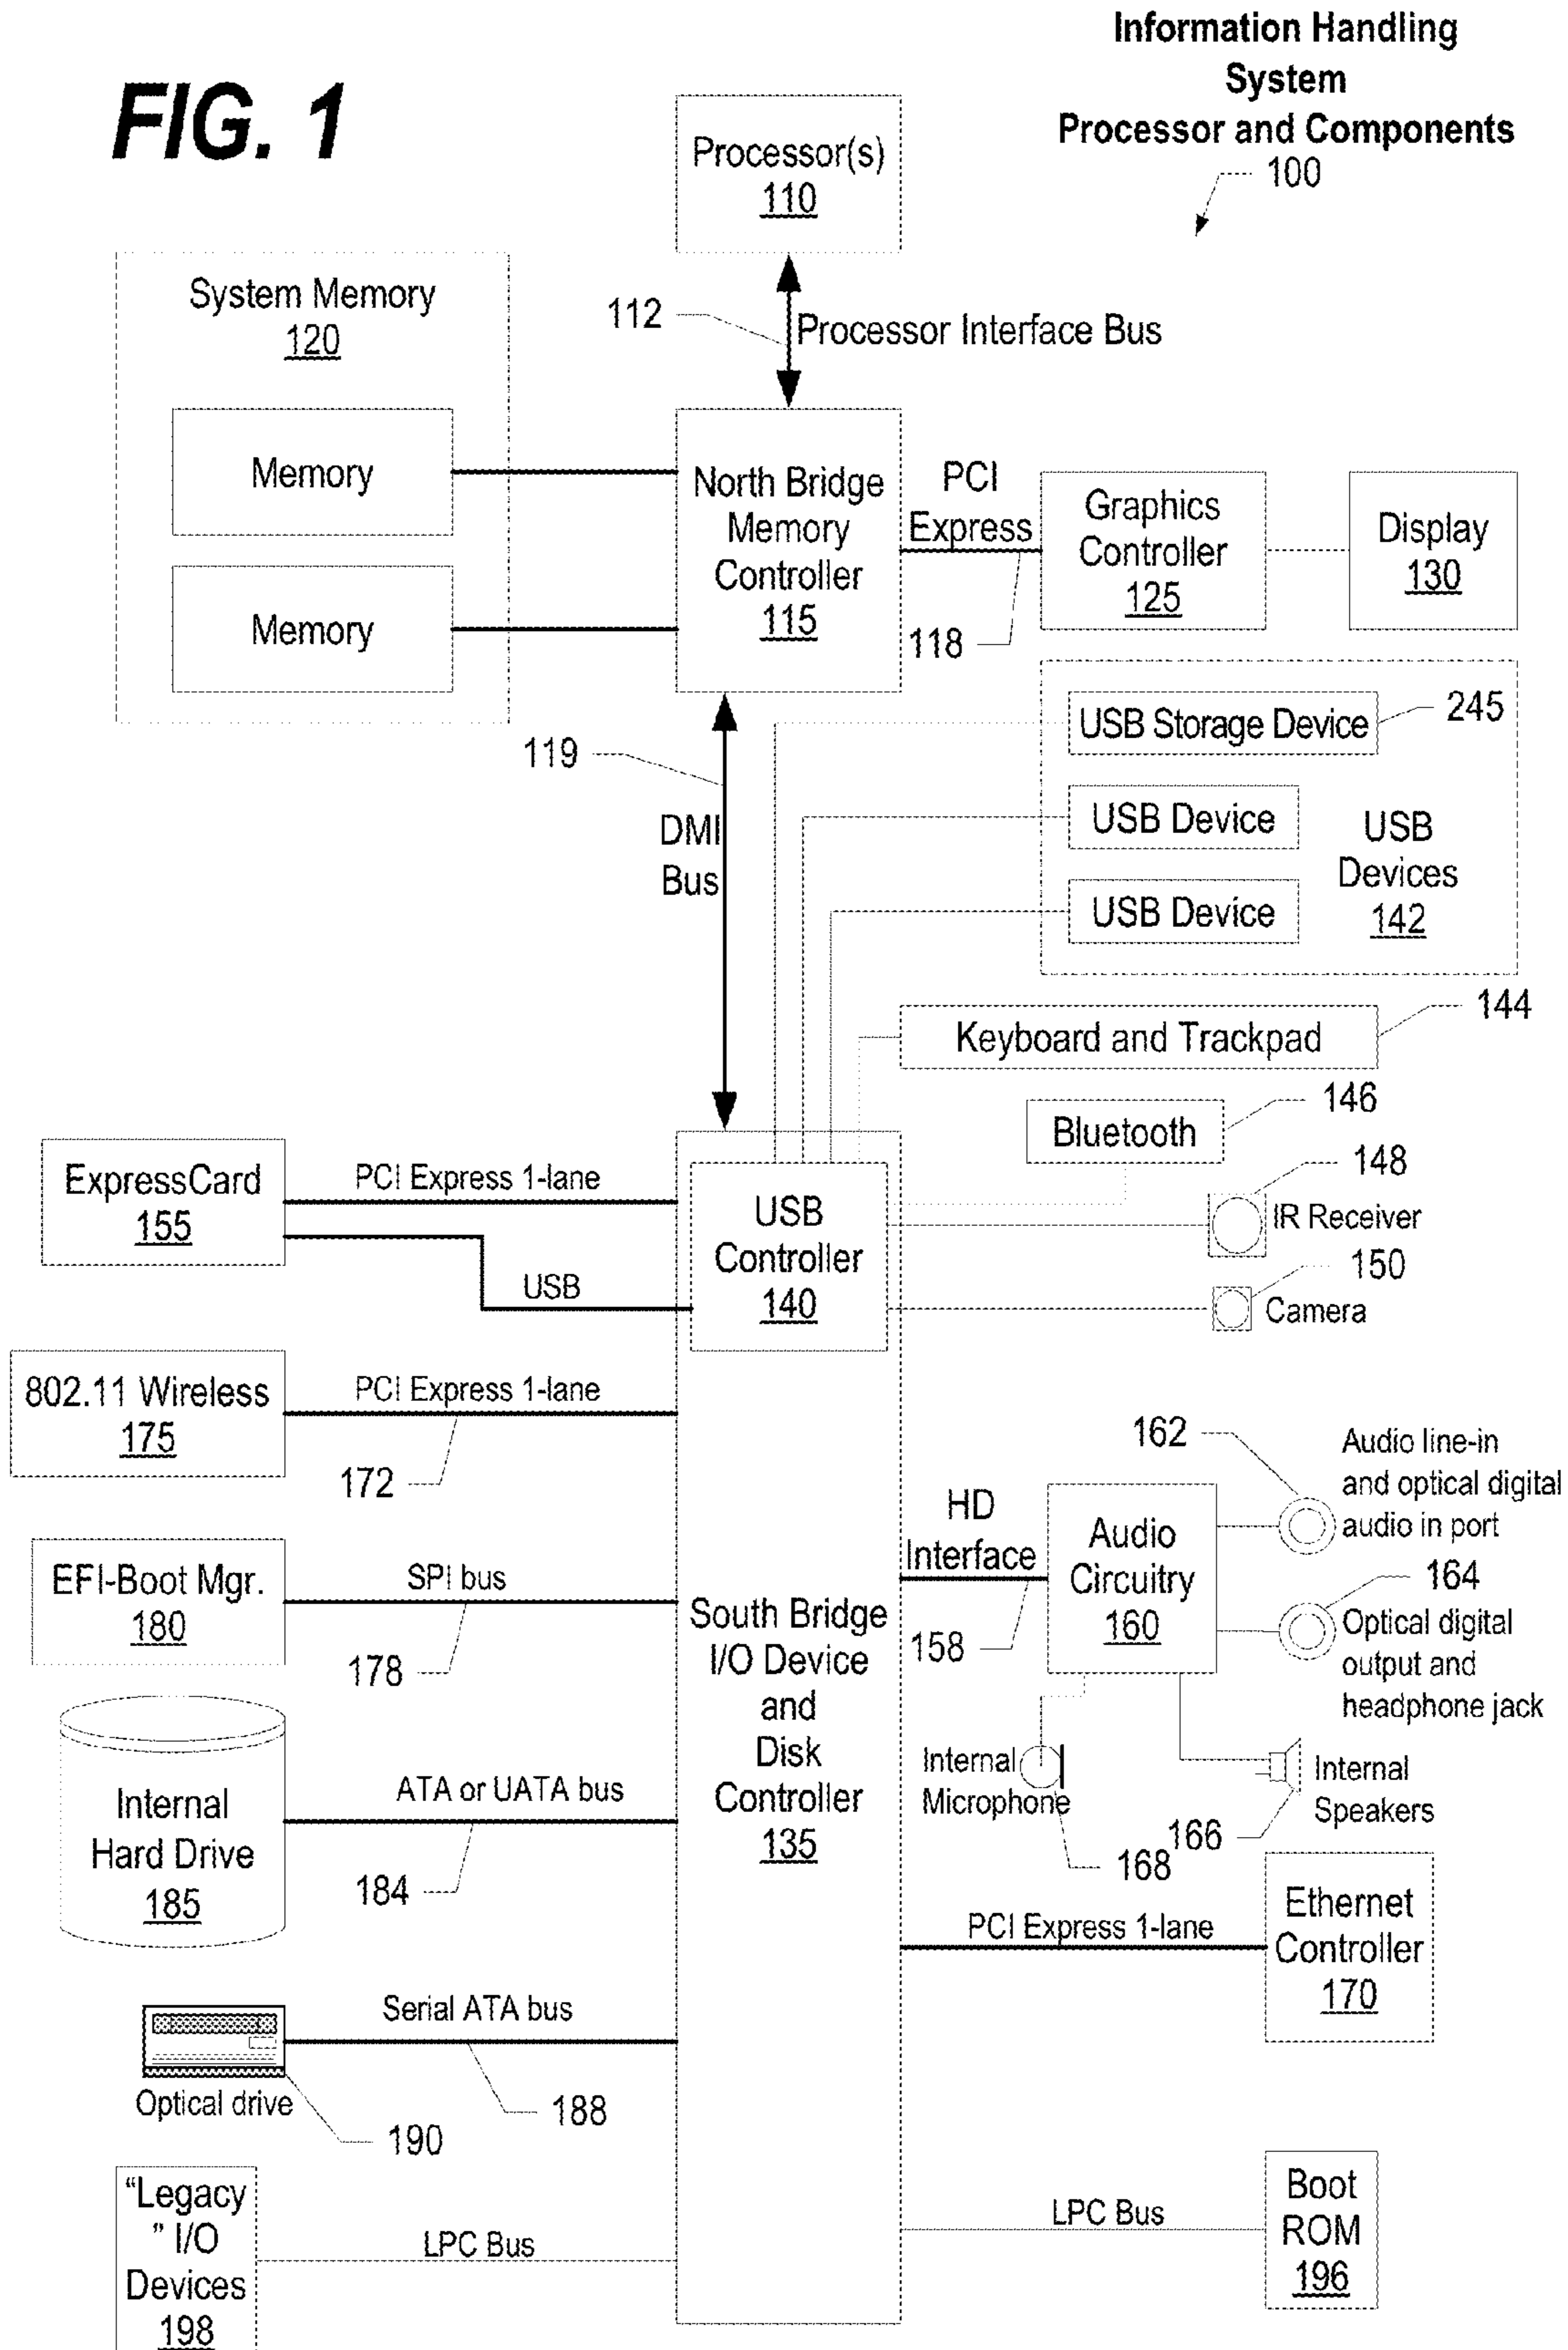 Information Handling
System
Processor and Components
100
FIG. 1
Processor(s)
110
System Memory
120
112
Processor Interface Bus
Memory
Memory
North Bridge
Memory
Controller
115
PCI
Express
118
Graphics
Controller
125
Display
130
USB Storage Device
245
USB Device
USB Device
USB
Devices
142
119
DMI
Bus
Keyboard and Trackpad
144
Bluetooth
146
148
IR Receiver
150
Camera
ExpressCard
155
PCI Express 1-lane
USB
USB
Controller
140
802.11 Wireless
175
PCI Express 1-lane
172
162
Audio line-in
and optical digital
audio in port
HD
Interface
158
Audio
Circuitry
160
164
Optical digital
output and
headphone jack
EFI-Boot Mgr.
180
SPI bus
178
South Bridge
I/O Device
and
Disk
Controller
135
Internal
Microphone
168
Internal
Speakers
166
Internal
Hard Drive
185
ATA or UATA bus
184
PCI Express 1-lane
Ethernet
Controller
170
Serial ATA bus
188
Optical drive
190
“Legacy
” I/O
Devices
198
LPC Bus
LPC Bus
Boot
ROM
196